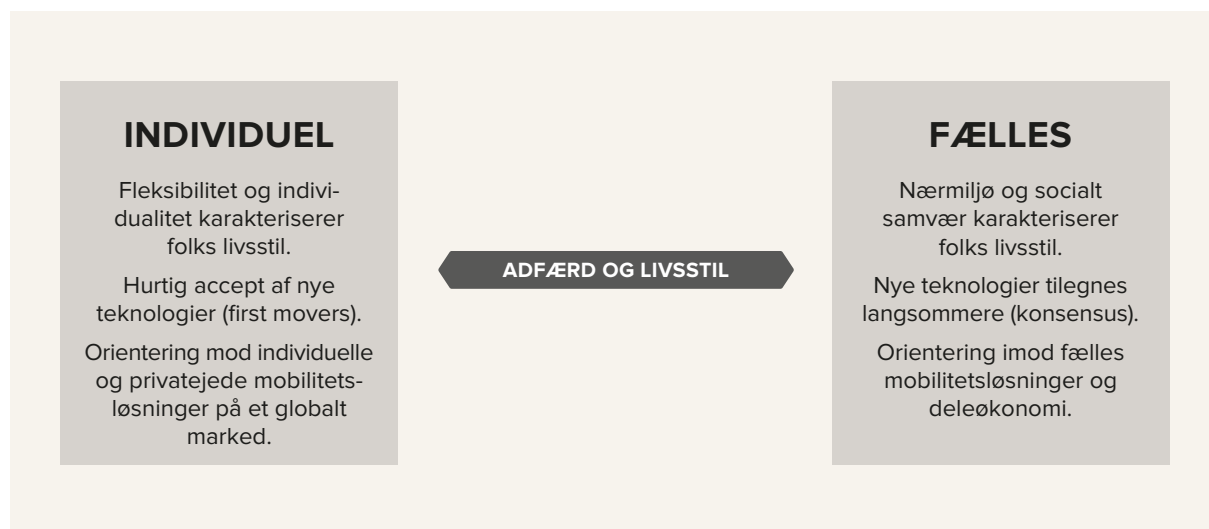 INDIVIDUEL
Fleksibilitet og indivi-
dualitet karakteriserer
folks livsstil.
Hurtig accept af nye
teknologier (first movers).
Orientering mod individuelle
og privatejede mobilitets-
løsninger på et globalt
marked.
ADFÆRD OG LIVSSTIL
FÆLLES
Nærmiljø og socialt
samvær karakteriserer
folks livsstil.
Nye teknologier tilegnes
langsommere (konsensus).
Orientering imod fælles
mobilitetsløsninger og
deleøkonomi.